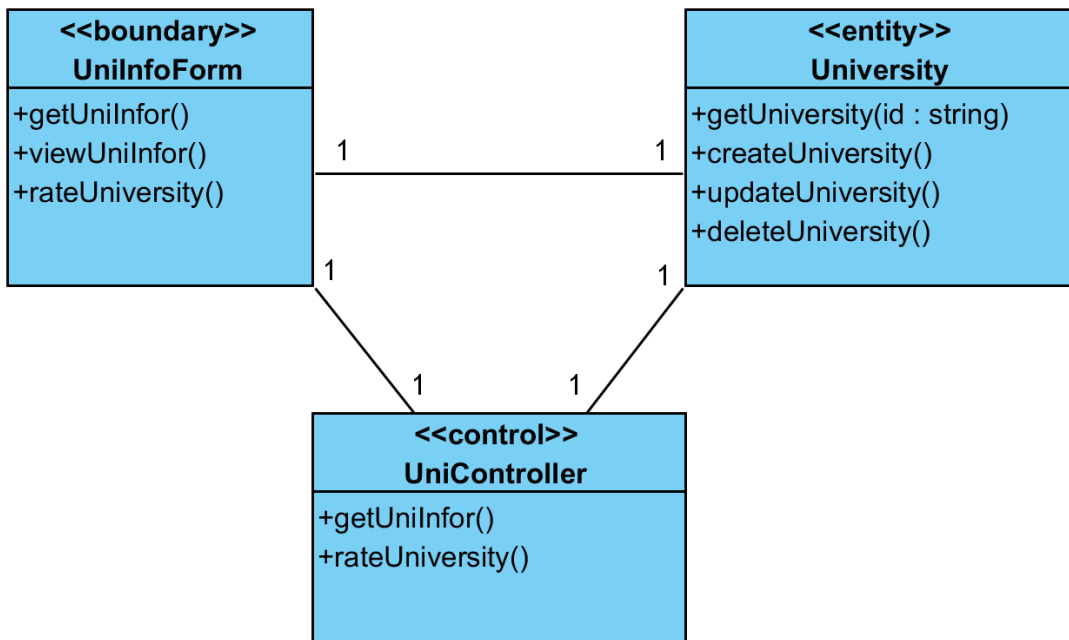 <<boundary>>
UniInfoForm
+getUniInfor()
+viewUniInfor()
+rateUniversity()
<<entity>>
University
+getUniversity(id : string)
+createUniversity()
+updateUniversity()
+deleteUniversity()
1
1
1
1
1
1
<<control>>
UniController
+getUniInfor()
+rateUniversity()